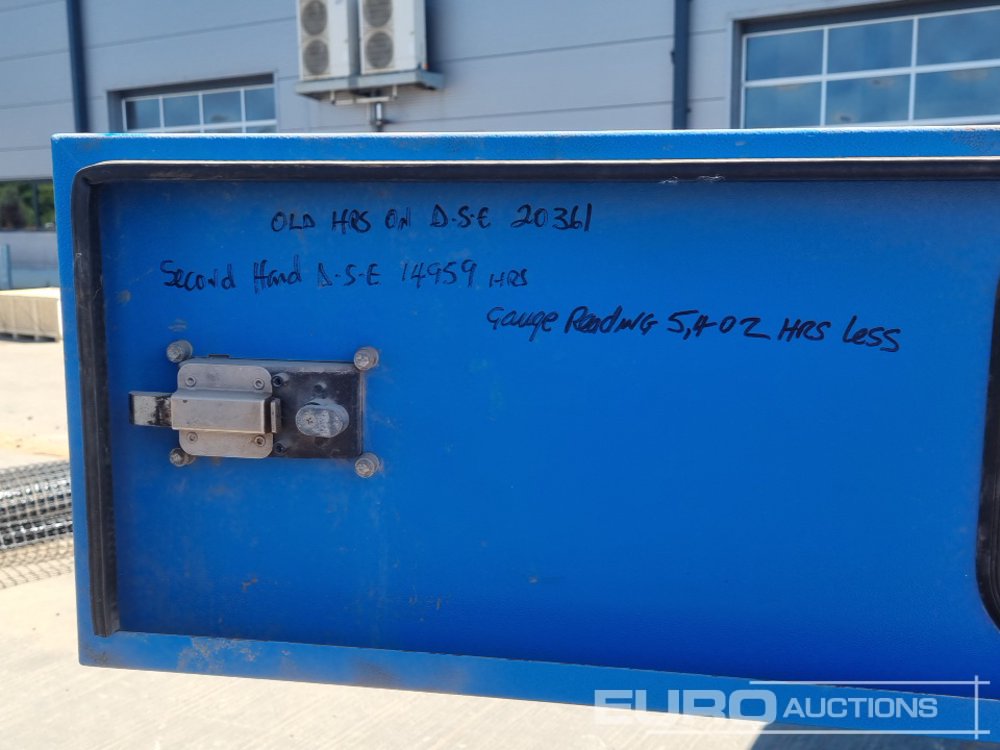 OLD HRS ON D.S.E 20361
Second Hand D.S.E 14959 HRS
Gauge Reading 5,402 HRS Less
EURO AUCTIONS